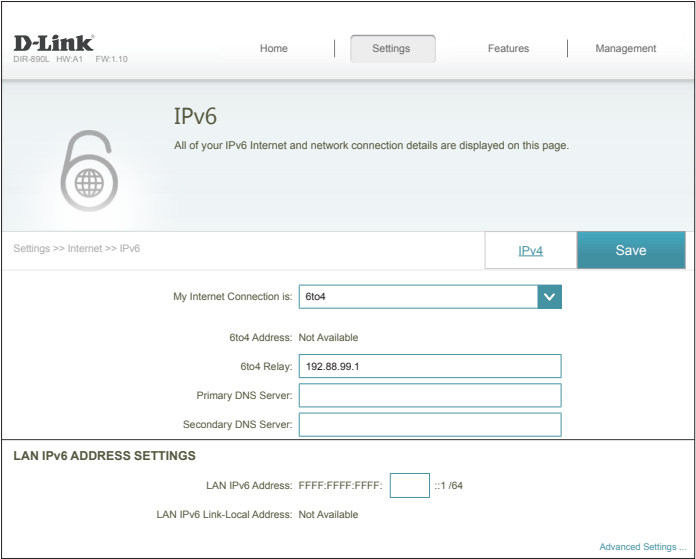 D-Link®
DIR-890L HW:A1 FW:1.10
Home Settings Features Management
IPv6
All of your IPv6 Internet and network connection details are displayed on this page.
Settings >> Internet >> IPv6
IPv4 Save
My Internet Connection is: 6to4
6to4 Address: Not Available
6to4 Relay: 192.88.99.1
Primary DNS Server:
Secondary DNS Server:
LAN IPv6 ADDRESS SETTINGS
LAN IPv6 Address: FFFF:FFFF:FFFF: ::1 /64
LAN IPv6 Link-Local Address: Not Available
Advanced Settings ...